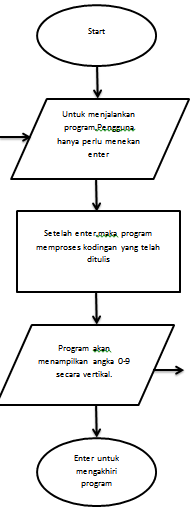 Start
Untuk menjalankan
program,Pengguna
hanya perlu menekan
enter
Setelah enter,maka program
memproses kodingan yang telah
ditulis
Program akan
menampilkan angka 0-9
secara vertikal.
Enter untuk
mengakhiri
program